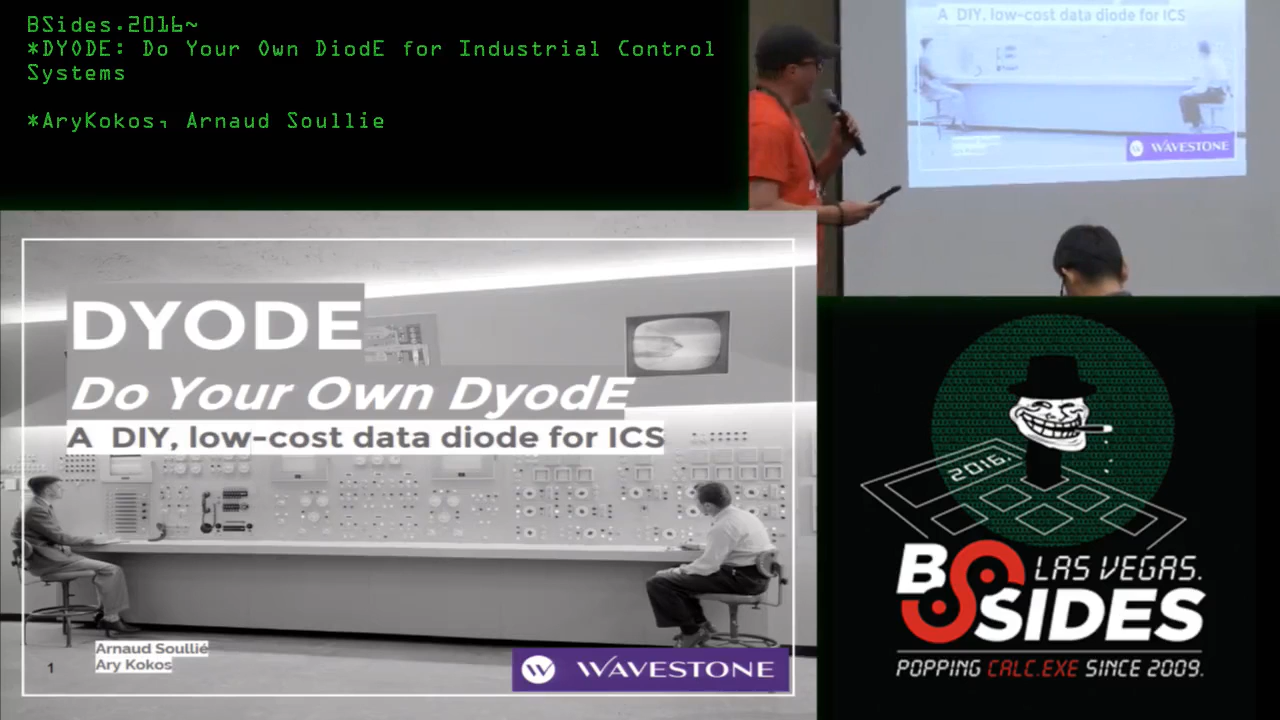 BSides.2016~
*DYODE: Do Your Own DiodE for Industrial Control
Systems
*AryKokos, Arnaud Soullie
A DIY, low-cost data diode for ICS
W WAVESTONE
DYODE
Do Your Own DyodE
A DIY, low-cost data diode for ICS
Arnaud Soullié
Ary Kokos
1
W WAVESTONE
2016.
BSIDES
LAS VEGAS.
POPPING CALC.EXE SINCE 2009.